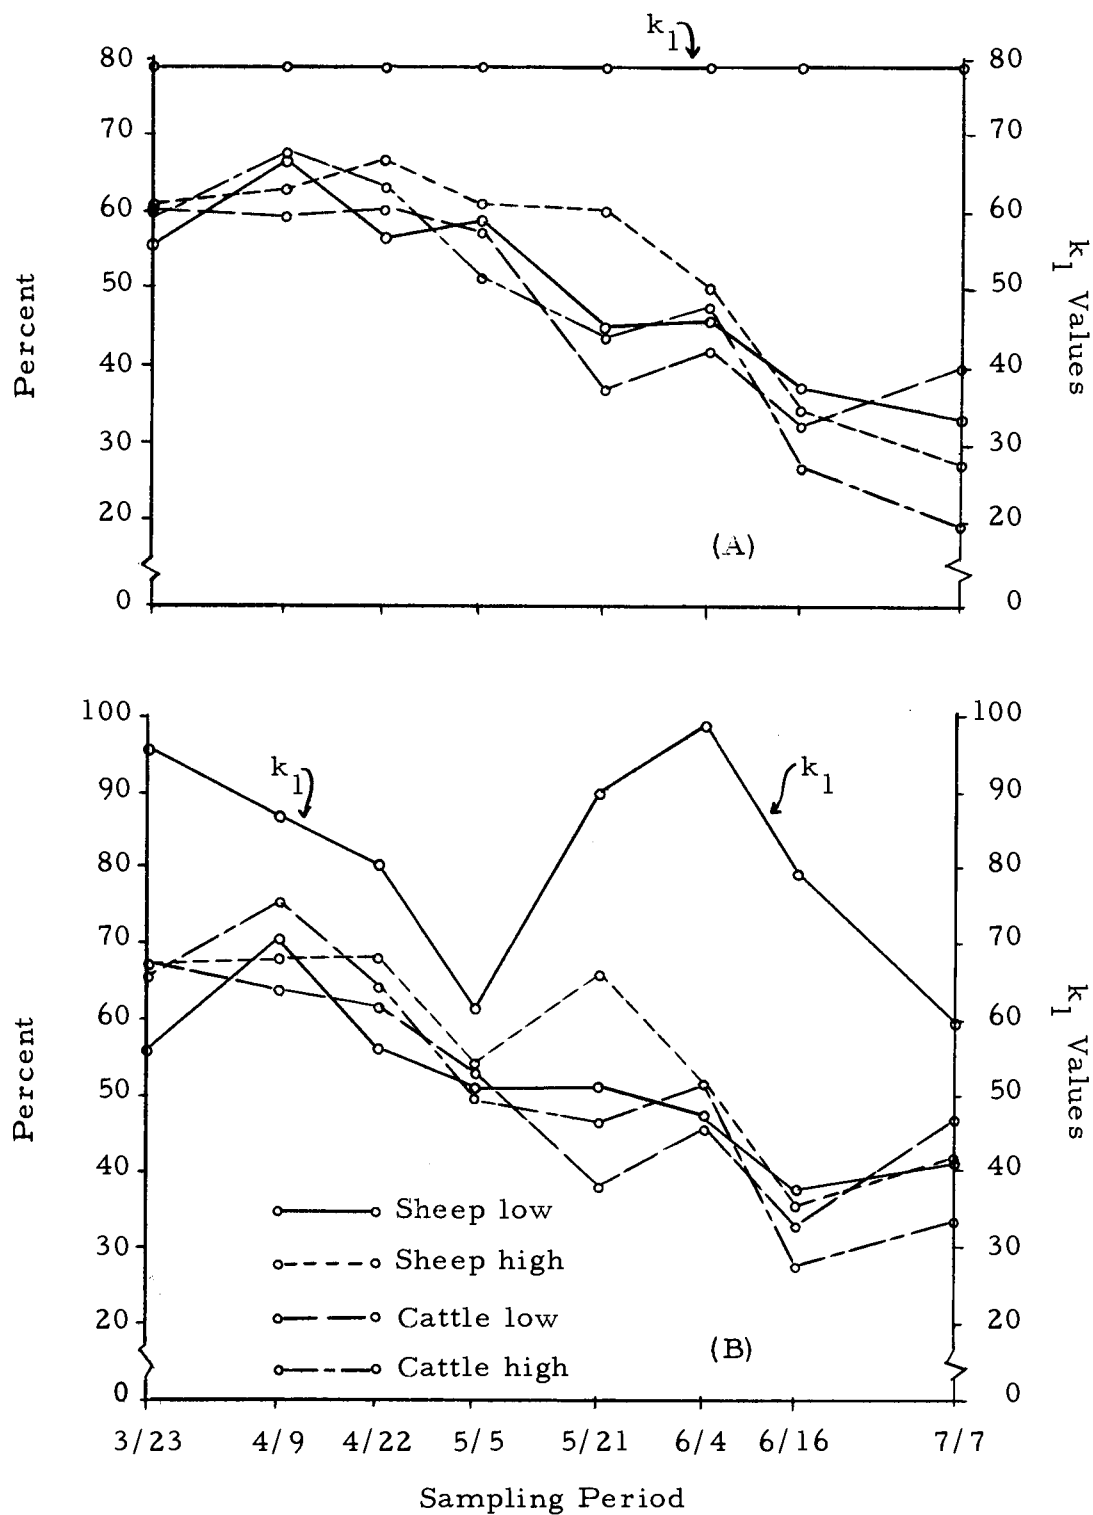 k1
80 80
70 70
60 60
50 50
40 40
30 30
20 20
0 0
Percent
k1 Values
(A)
100 100
90 90
80 80
70 70
60 60
50 50
40 40
30 30
20 20
0 0
k1
k1
Percent
k1 Values
Sheep low
Sheep high
Cattle low
Cattle high
(B)
3/23 4/9 4/22 5/5 5/21 6/4 6/16 7/7
Sampling Period